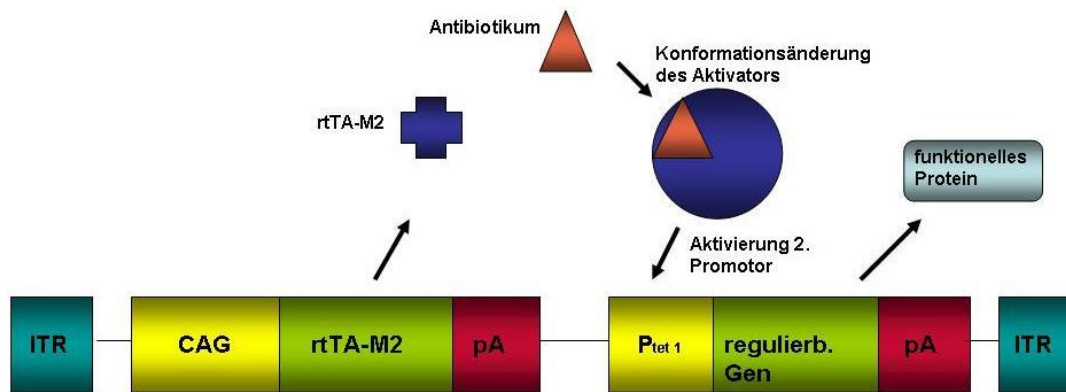 Antibiotikum
Konformationsänderung
des Aktivators
rtTA-M2
funktionelles
Protein
Aktivierung 2.
Promotor
ITR
CAG
rtTA-M2
pA
Ptet 1
regulierb.
Gen
pA
ITR